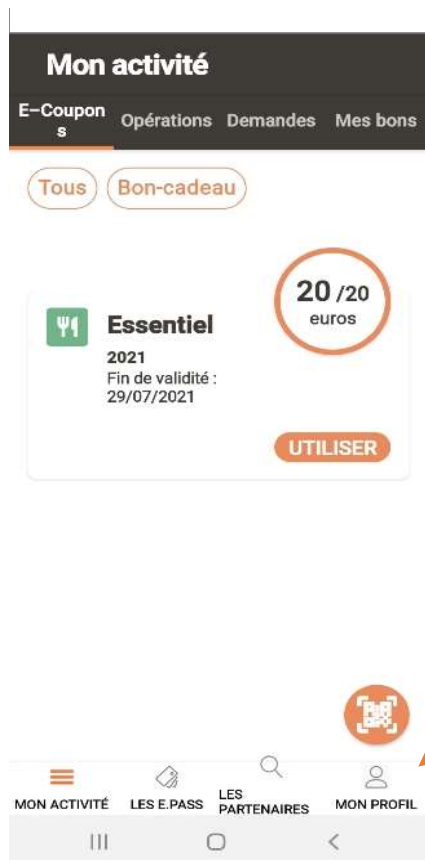 Mon activité
E-Coupon
s
Opérations
Demandes
Mes bons
Tous
Bon-cadeau
20 /20
euros
Essentiel
2021
Fin de validité :
29/07/2021
UTILISER
MON ACTIVITÉ
LES E.PASS
LES
PARTENAIRES
MON PROFIL